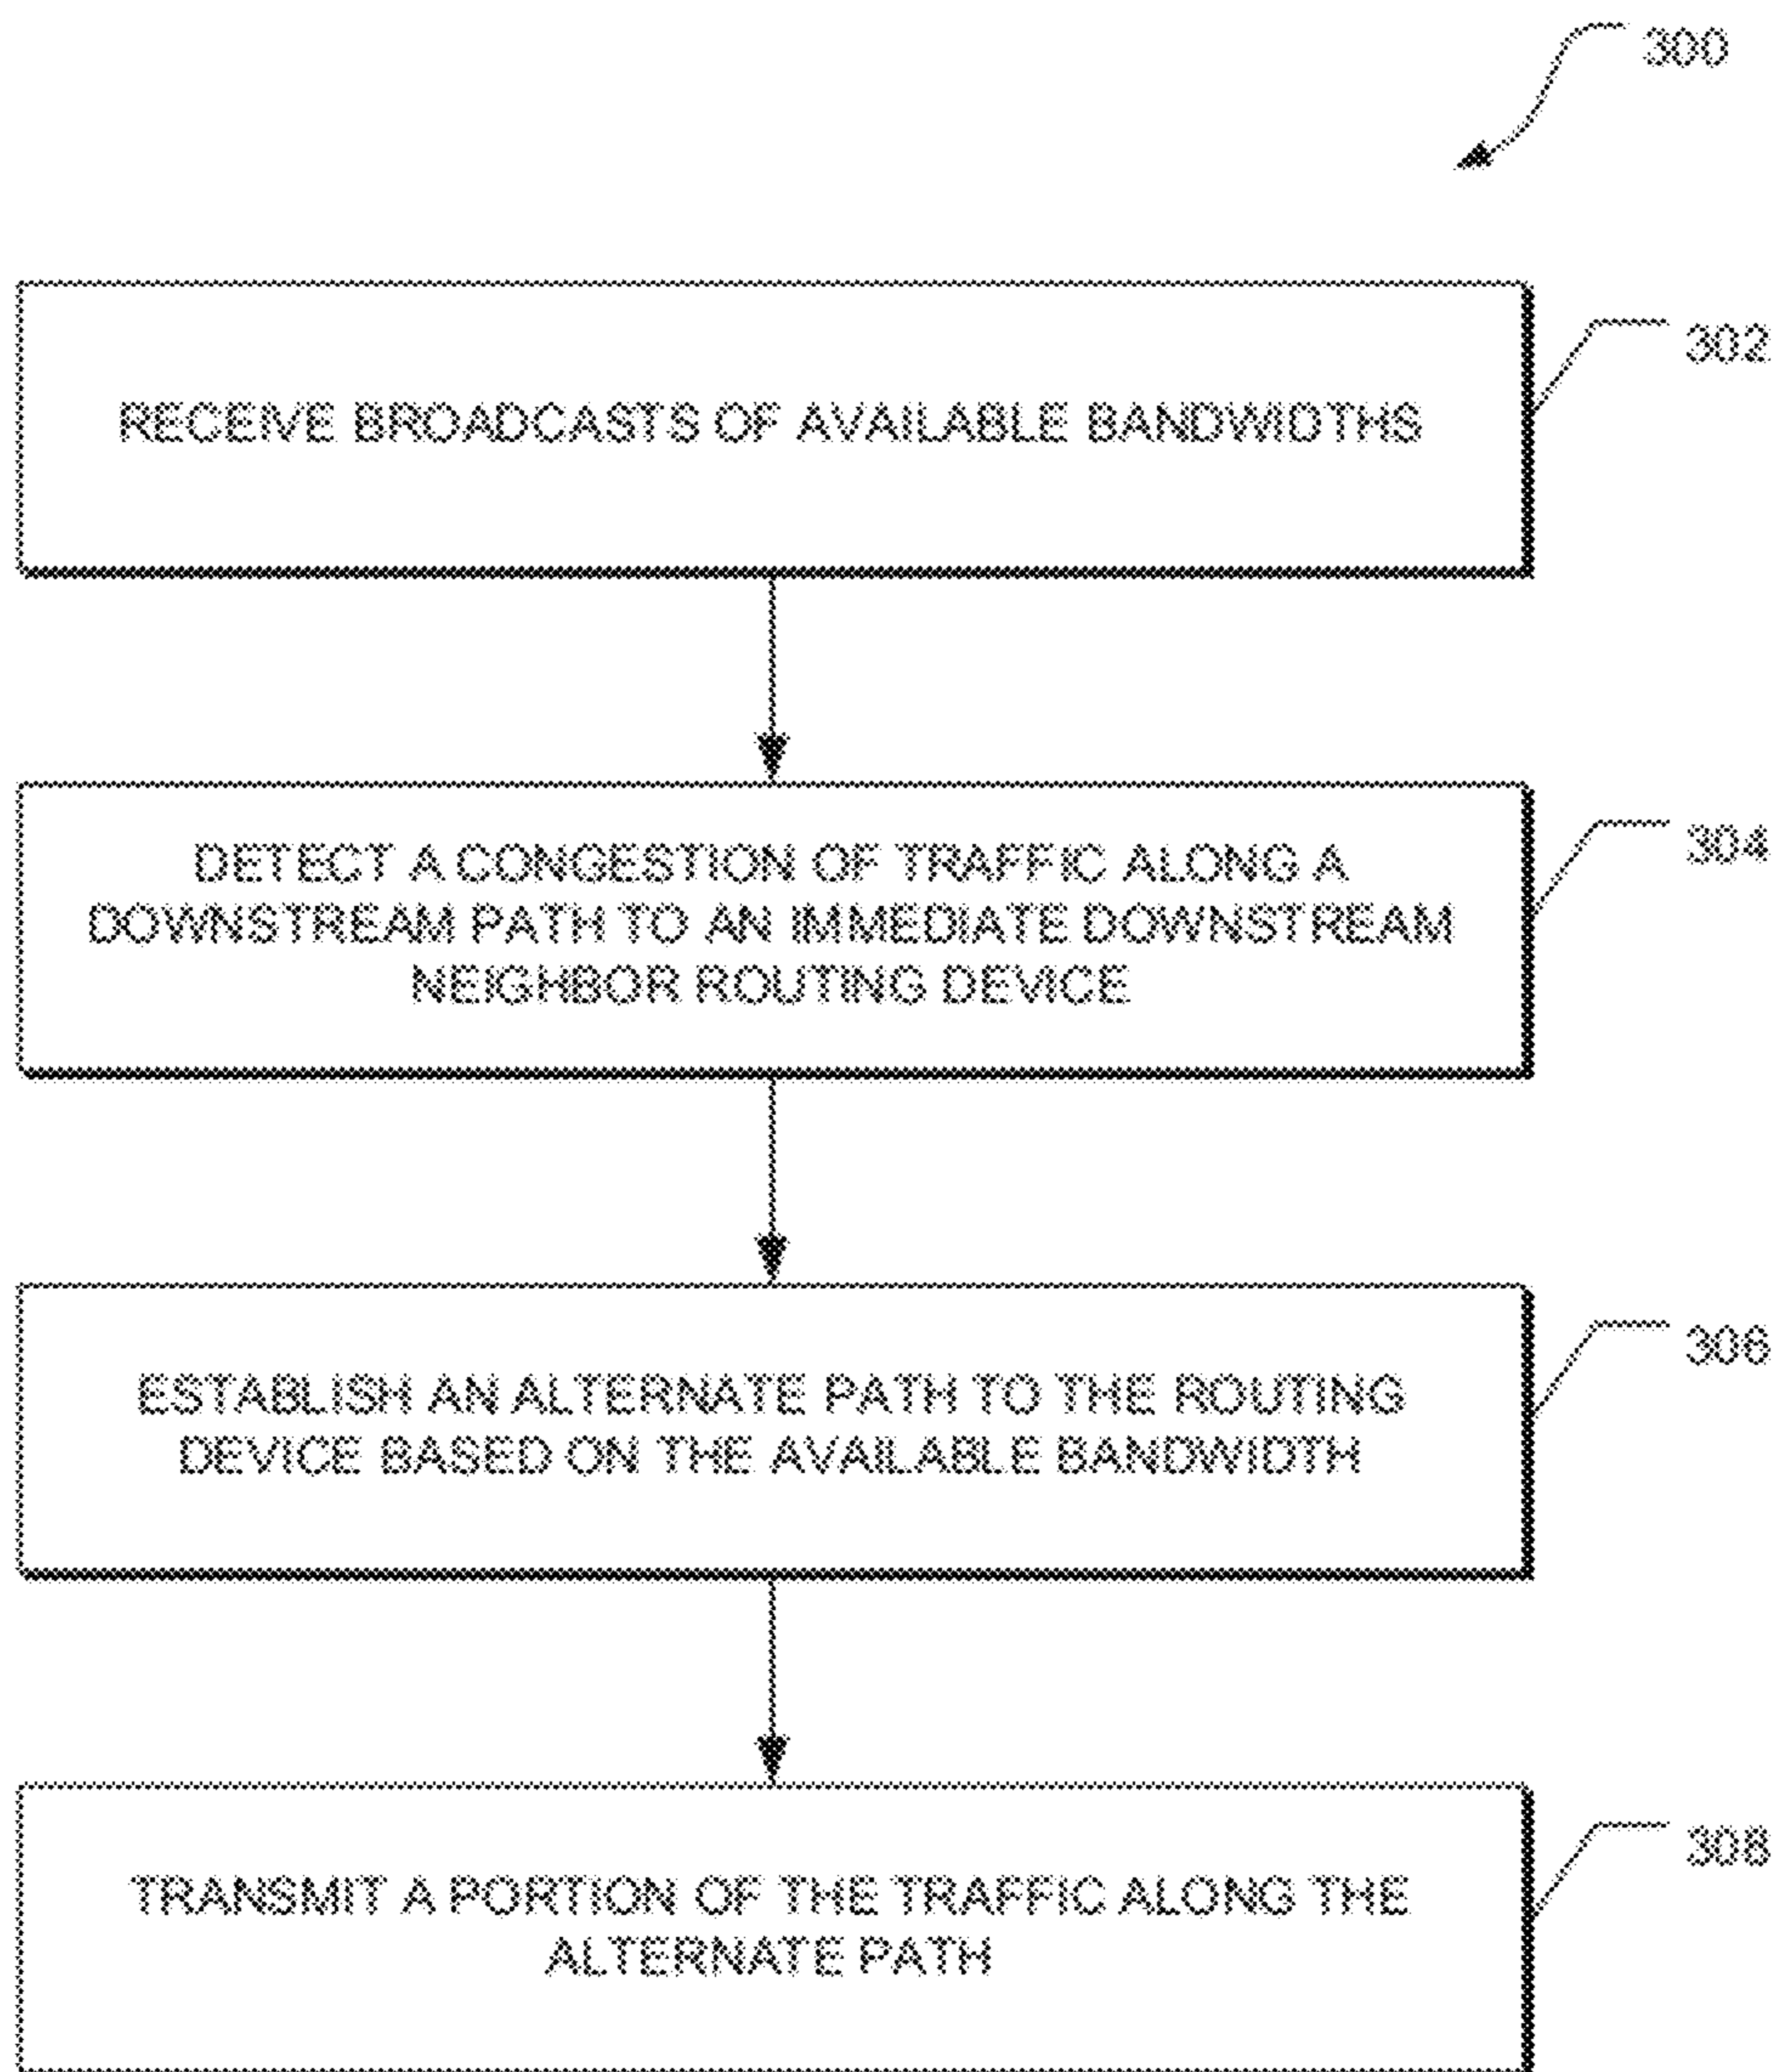 300
302
RECEIVE BROADCASTS OF AVAILABLE BANDWIDTHS
304
DETECT A CONGESTION OF TRAFFIC ALONG A
DOWNSTREAM PATH TO AN IMMEDIATE DOWNSTREAM
NEIGHBOR ROUTING DEVICE
306
ESTABLISH AN ALTERNATE PATH TO THE ROUTING
DEVICE BASED ON THE AVAILABLE BANDWIDTH
308
TRANSMIT A PORTION OF THE TRAFFIC ALONG THE
ALTERNATE PATH